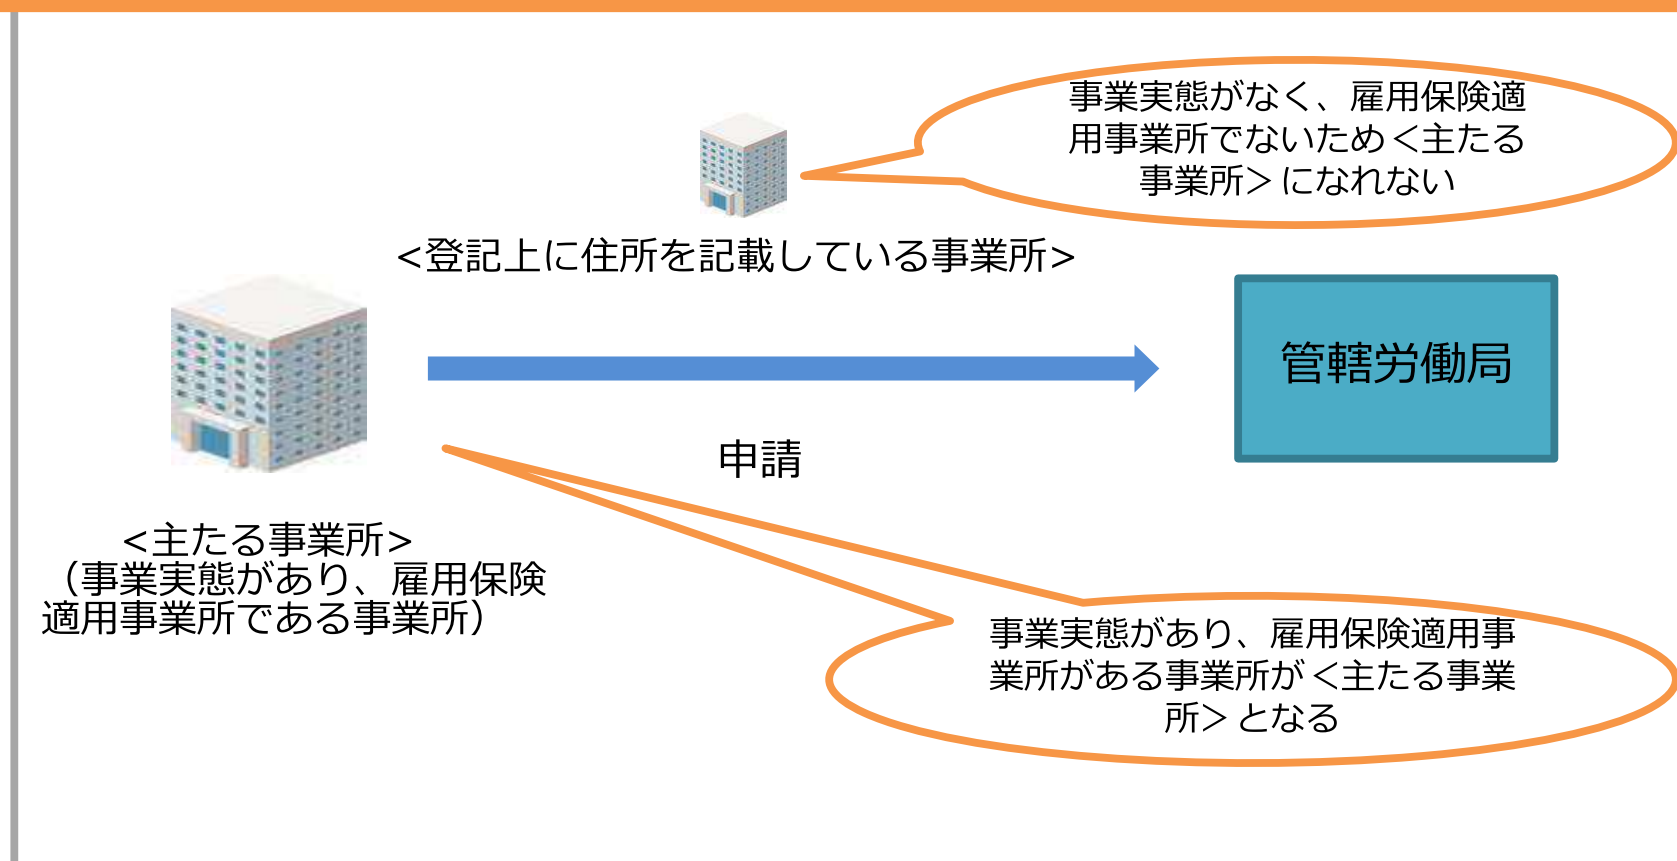 事業実態がなく、雇用保険適
用事業所でないため＜主たる
事業所＞になれない
<登記上に住所を記載している事業所>
管轄労働局
申請
<主たる事業所>
（事業実態があり、雇用保険
適用事業所である事業所）
事業実態があり、雇用保険適用事
業所がある事業所が＜主たる事業
所＞となる